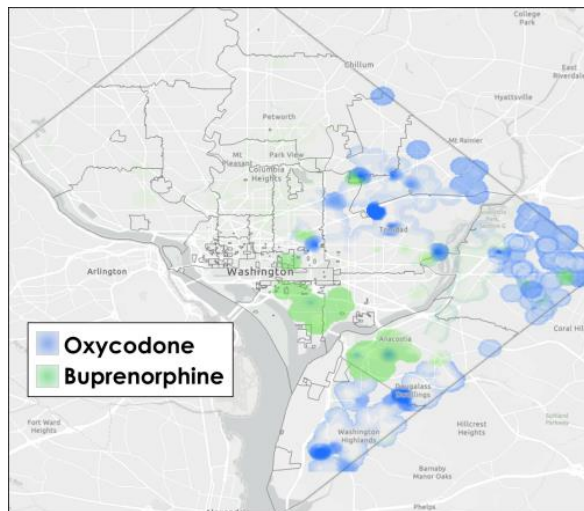 College
Park
East
Riverdale
Chillum
Hyattsville
Petworth
Mt Rainier
Mt
Pleasant
Park View
Columbia
Heights
Trinidad
Arlington
Washington
Coral Hil
Oxycodone
Buprenorphine
Anacostia
Douglass
Dwellings
Fort Ward
Heights
Washington
Highlands
Hillcrest
Heights
Barnaby
Manor Oaks
Phelps